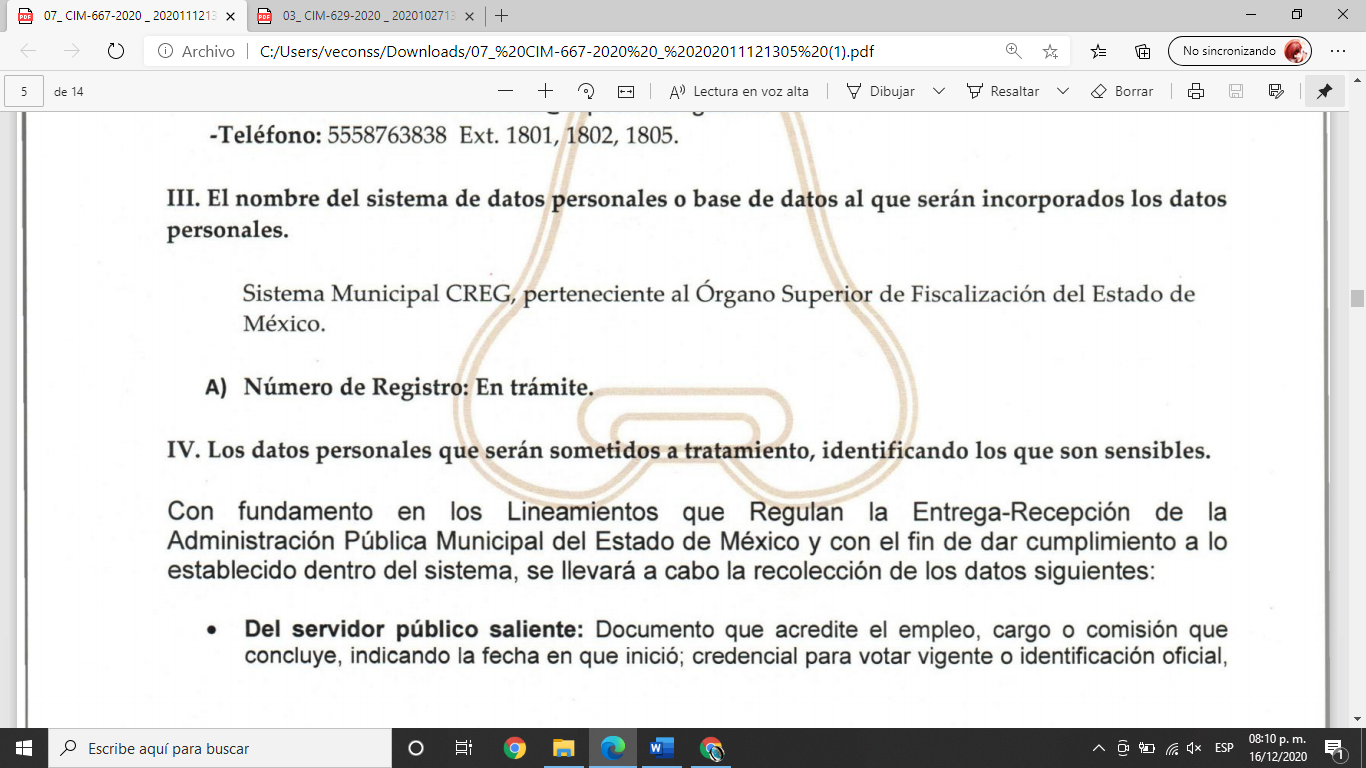 07_ CIM-667-2020 _ 2020111213
03_ CIM-629-2020 _ 2020102713
Archivo
C:/Users/veconss/Downloads/07_%20CIM-667-2020%20_%202020111121305%20(1).pdf
No sincronizando
5 de 14
Lectura en voz alta
Dibujar
Resaltar
Borrar
-Teléfono: 5558763838 Ext. 1801, 1802, 1805.
III. El nombre del sistema de datos personales o base de datos al que serán incorporados los datos
personales.
Sistema Municipal CREG, perteneciente al Órgano Superior de Fiscalización del Estado de
México.
A) Número de Registro: En trámite.
IV. Los datos personales que serán sometidos a tratamiento, identificando los que son sensibles.
Con fundamento en los Lineamientos que Regulan la Entrega-Recepción de la
Administración Pública Municipal del Estado de México y con el fin de dar cumplimiento a lo
establecido dentro del sistema, se llevará a cabo la recolección de los datos siguientes:
• Del servidor público saliente: Documento que acredite el empleo, cargo o comisión que
concluye, indicando la fecha en que inició; credencial para votar vigente o identificación oficial,
Escribe aquí para buscar
ESP
08:10 p. m.
16/12/2020
1